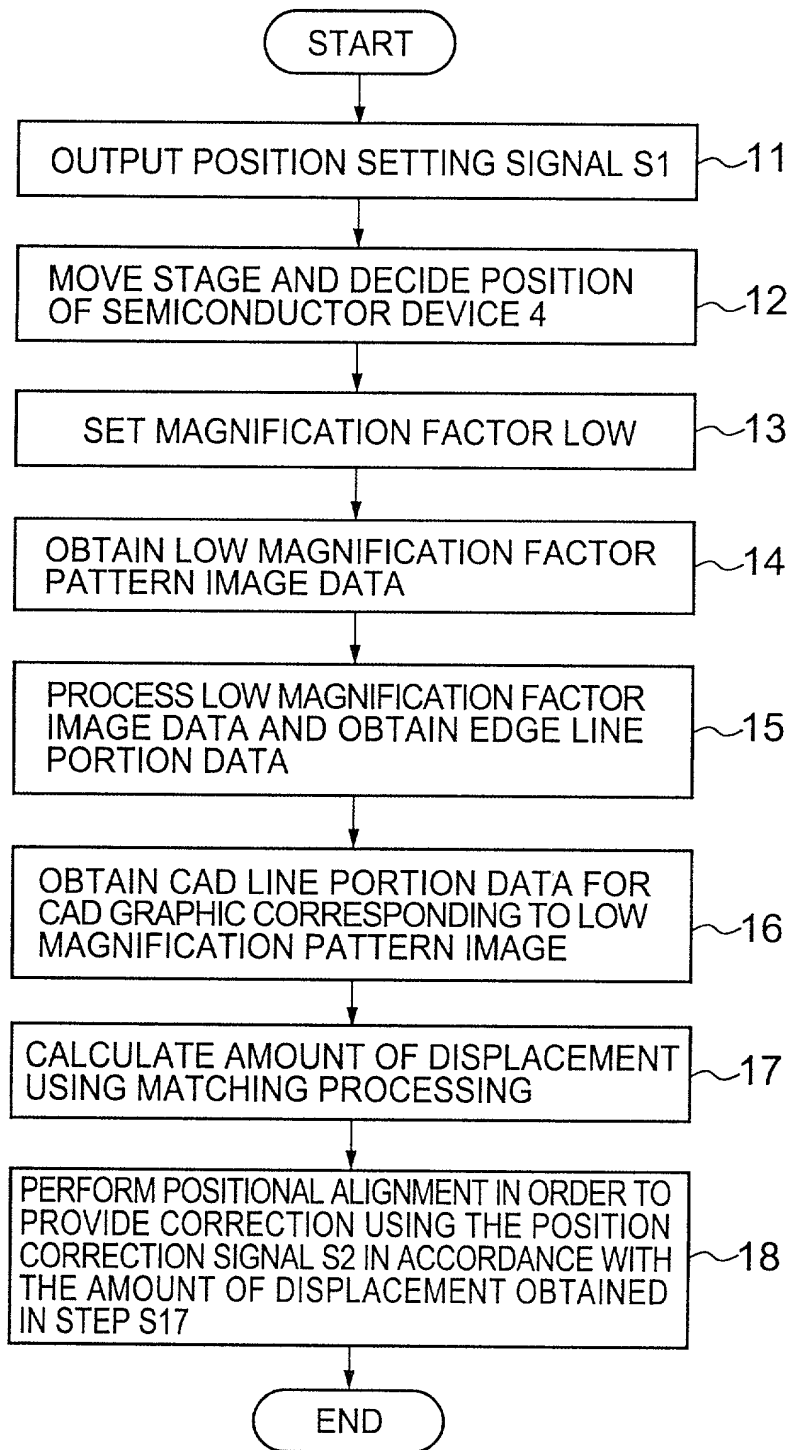 START
OUTPUT POSITION SETTING SIGNAL S1
11
MOVE STAGE AND DECIDE POSITION
OF SEMICONDUCTOR DEVICE 4
12
SET MAGNIFICATION FACTOR LOW
13
OBTAIN LOW MAGNIFICATION FACTOR
PATTERN IMAGE DATA
14
PROCESS LOW MAGNIFICATION FACTOR
IMAGE DATA AND OBTAIN EDGE LINE
PORTION DATA
15
OBTAIN CAD LINE PORTION DATA FOR
CAD GRAPHIC CORRESPONDING TO LOW
MAGNIFICATION PATTERN IMAGE
16
CALCULATE AMOUNT OF DISPLACEMENT
USING MATCHING PROCESSING
17
PERFORM POSITIONAL ALIGNMENT IN ORDER TO
PROVIDE CORRECTION USING THE POSITION
CORRECTION SIGNAL S2 IN ACCORDANCE WITH
THE AMOUNT OF DISPLACEMENT OBTAINED
IN STEP S17
18
END